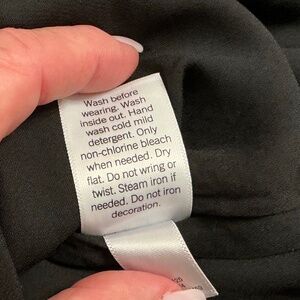 Wash before
wearing. Wash
inside out. Hand
wash cold mild
detergent. Only
non-chlorine bleach
when needed. Dry
flat. Do not wring or
twist. Steam iron if
needed. Do not iron
decoration.